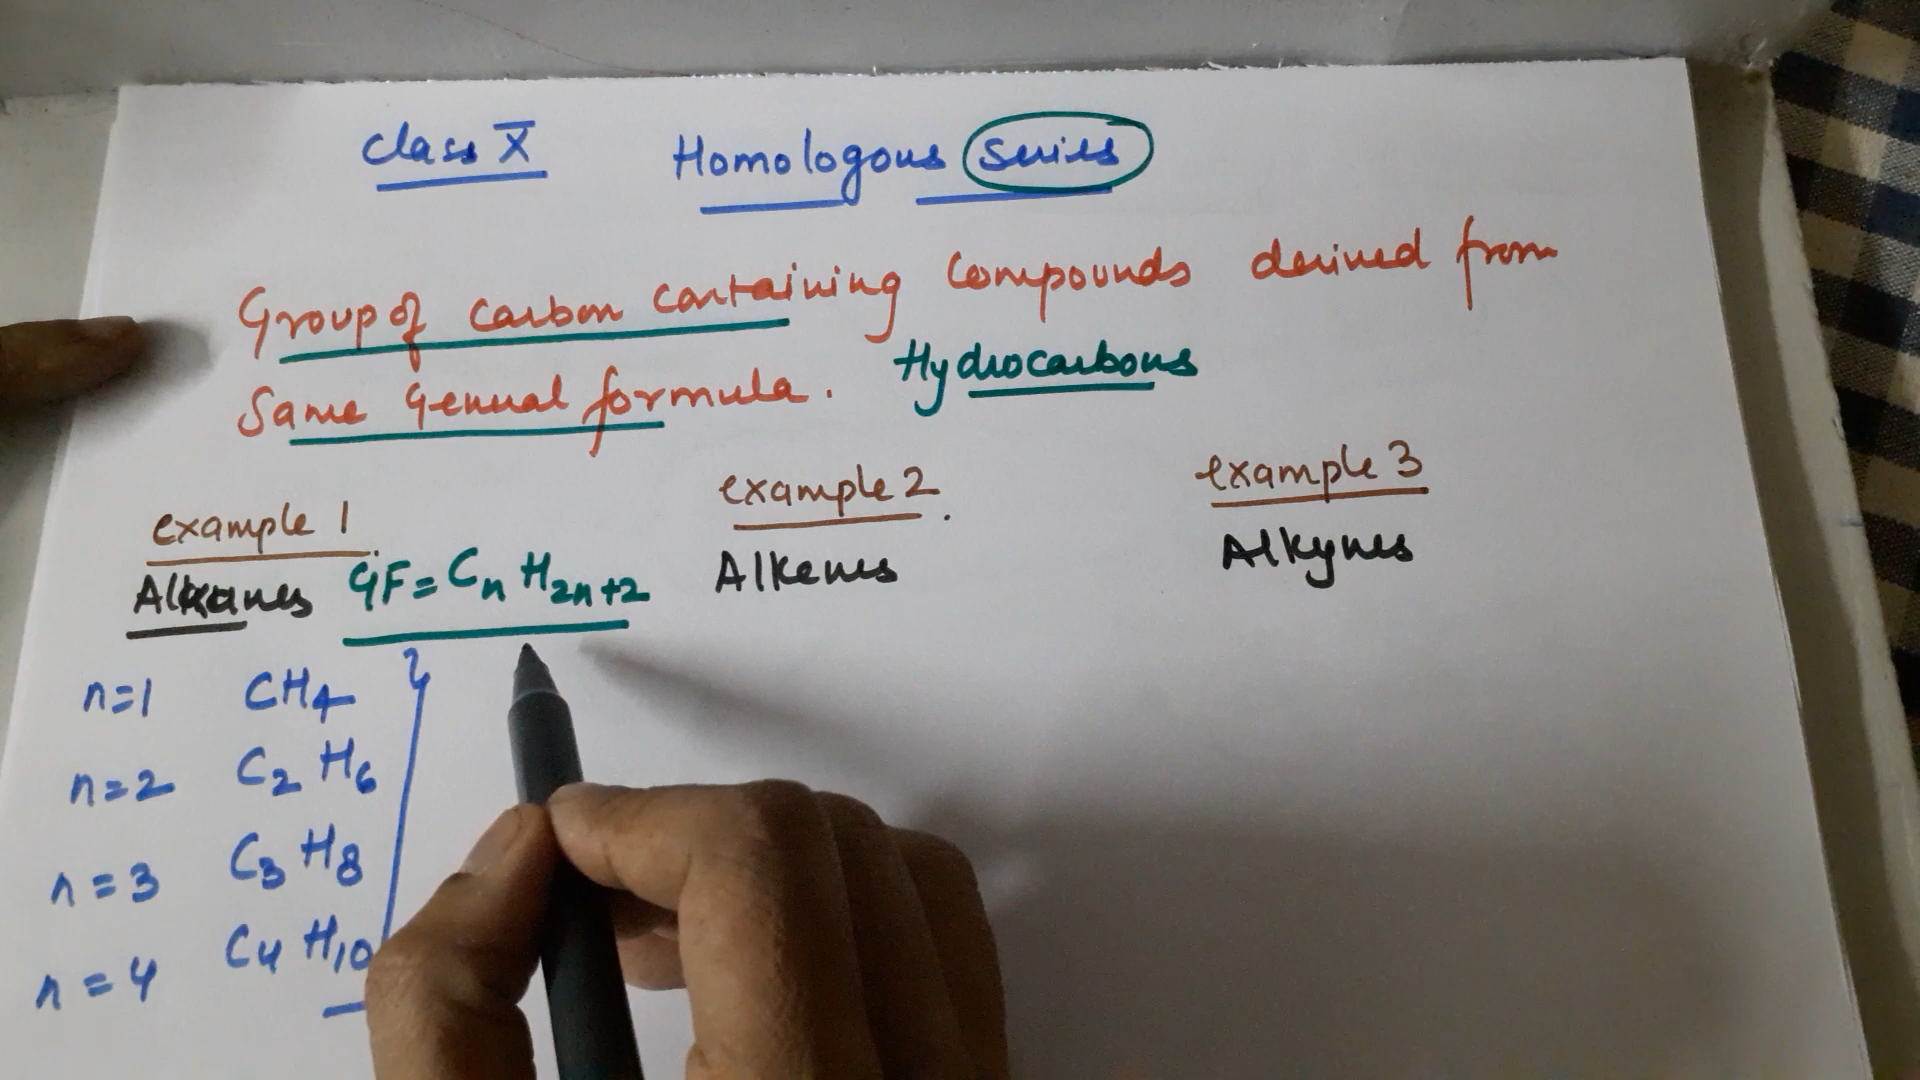 Class X Homologous Series
Group of Carbon Containing Compounds derived from
Same General formula. Hydrocarbons
example 1 example 2. example 3
Alkanes GF = CnH2n+2 Alkenes Alkynes
n=1 CH4
n=2 C2H6
n=3 C3H8
n=4 C4H10